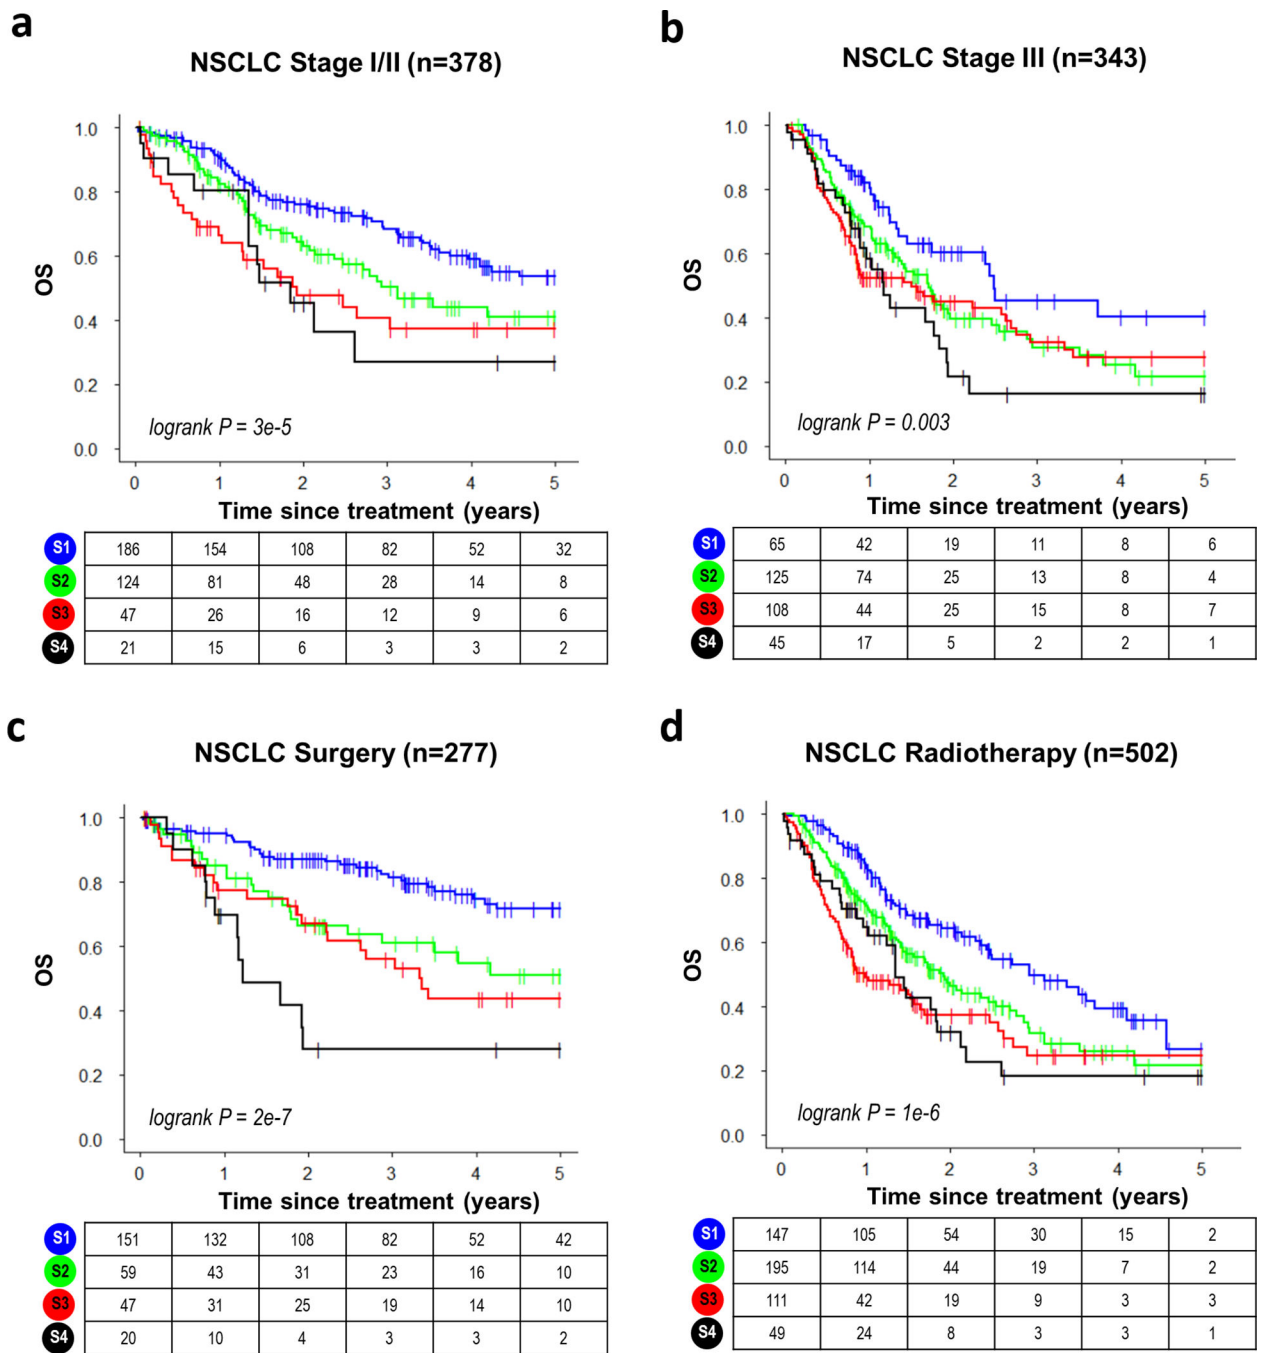 a
NSCLC Stage I/II (n=378)
1.0
0.8
0.6
0.4
0.2
0.0
OS
logrank P = 3e-5
0 1 2 3 4 5
Time since treatment (years)
S1 186 154 108 82 52 32
S2 124 81 48 28 14 8
S3 47 26 16 12 9 6
S4 21 15 6 3 3 2
b
NSCLC Stage III (n=343)
1.0
0.8
0.6
0.4
0.2
0.0
OS
logrank P = 0.003
0 1 2 3 4 5
Time since treatment (years)
S1 65 42 19 11 8 6
S2 125 74 25 13 8 4
S3 108 44 25 15 8 7
S4 45 17 5 2 2 1
c
NSCLC Surgery (n=277)
1.0
0.8
0.6
0.4
0.2
0.0
OS
logrank P = 2e-7
0 1 2 3 4 5
Time since treatment (years)
S1 151 132 108 82 52 42
S2 59 43 31 23 16 10
S3 47 31 25 19 14 10
S4 20 10 4 3 3 2
d
NSCLC Radiotherapy (n=502)
1.0
0.8
0.6
0.4
0.2
0.0
OS
logrank P = 1e-6
0 1 2 3 4 5
Time since treatment (years)
S1 147 105 54 30 15 2
S2 195 114 44 19 7 2
S3 111 42 19 9 3 3
S4 49 24 8 3 3 1